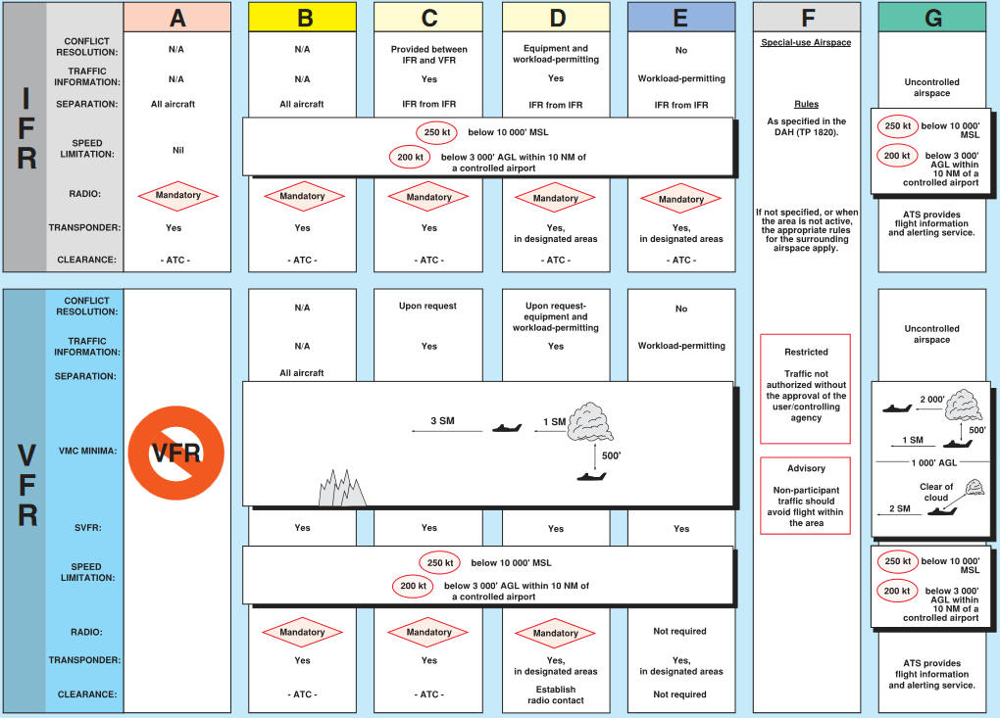 A
B
C
D
E
F
G
I
F
R
CONFLICT
RESOLUTION:
N/A
N/A
Provided between
IFR and VFR
Equipment and
workload-permitting
No
Special-use Airspace
TRAFFIC
INFORMATION:
N/A
N/A
Yes
Yes
Workload-permitting
Uncontrolled
airspace
SEPARATION:
All aircraft
All aircraft
IFR from IFR
IFR from IFR
IFR from IFR
Rules
As specified in the
DAH (TP 1820).
SPEED
LIMITATION:
Nil
250 kt below 10 000' MSL
200 kt below 3 000' AGL within 10 NM of
a controlled airport
250 kt below 10 000'
MSL
200 kt below 3 000'
AGL within
10 NM of a
controlled airport
RADIO:
Mandatory
Mandatory
Mandatory
Mandatory
Mandatory
If not specified, or when
the area is not active,
the appropriate rules
for the surrounding
airspace apply.
ATS provides
flight information
and alerting service.
TRANSPONDER:
Yes
Yes
Yes
Yes,
in designated areas
Yes,
in designated areas
CLEARANCE:
- ATC -
- ATC -
- ATC -
- ATC -
- ATC -
V
F
R
CONFLICT
RESOLUTION:
N/A
Upon request
Upon request-
equipment and
workload-permitting
No
Uncontrolled
airspace
TRAFFIC
INFORMATION:
N/A
Yes
Yes
Workload-permitting
Restricted
Traffic not
authorized without
the approval of the
user/controlling
agency
SEPARATION:
All aircraft
VMC MINIMA:
VFR
3 SM
1 SM
500'
2 000'
500'
1 SM
1 000' AGL
Clear of
cloud
2 SM
Advisory
Non-participant
traffic should
avoid flight within
the area
SVFR:
Yes
Yes
Yes
Yes
SPEED
LIMITATION:
250 kt below 10 000' MSL
200 kt below 3 000' AGL within 10 NM of
a controlled airport
250 kt below 10 000'
MSL
200 kt below 3 000'
AGL within
10 NM of a
controlled airport
RADIO:
Mandatory
Mandatory
Mandatory
Not required
TRANSPONDER:
Yes
Yes
Yes,
in designated areas
Yes,
in designated areas
ATS provides
flight information
and alerting service.
CLEARANCE:
- ATC -
- ATC -
Establish
radio contact
Not required